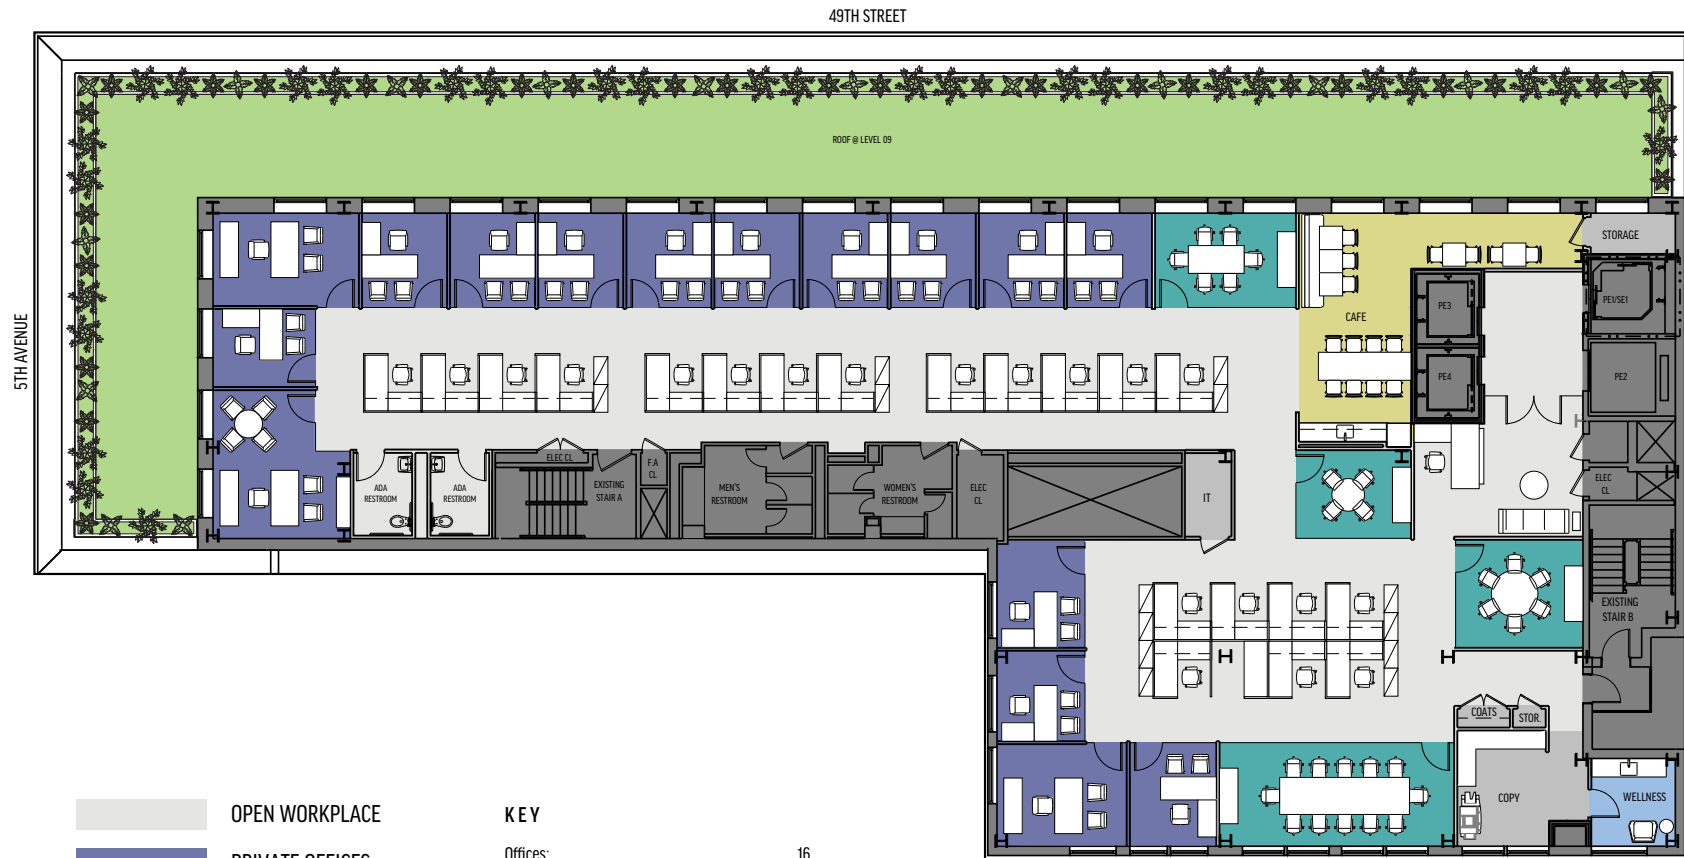 49TH STREET
ROOF @ LEVEL 09
5TH AVENUE
STORAGE
PE1/SE1
PE3
CAFE
PE4
PE2
ELEC CL
F.A
CL
EXISTING
STAIR A
ADA
RESTROOM
ADA
RESTROOM
MEN'S
RESTROOM
WOMEN'S
RESTROOM
ELEC
CL
IT
ELEC
CL
EXISTING
STAIR B
COATS
STOR.
COPY
WELLNESS
OPEN WORKPLACE
KEY
PRIVATE OFFICES
Offices: 16